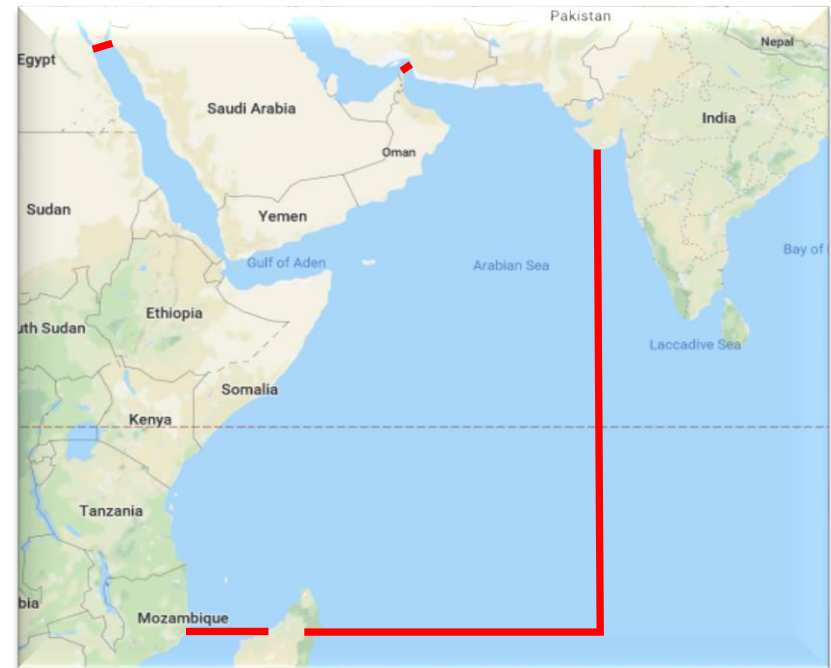 Pakistan
Nepal
Egypt
Saudi Arabia
India
Oman
Sudan
Yemen
Bay of
Gulf of Aden
Arabian Sea
Ethiopia
uth Sudan
Laccadive Sea
Somalia
Kenya
Tanzania
bia
Mozambique